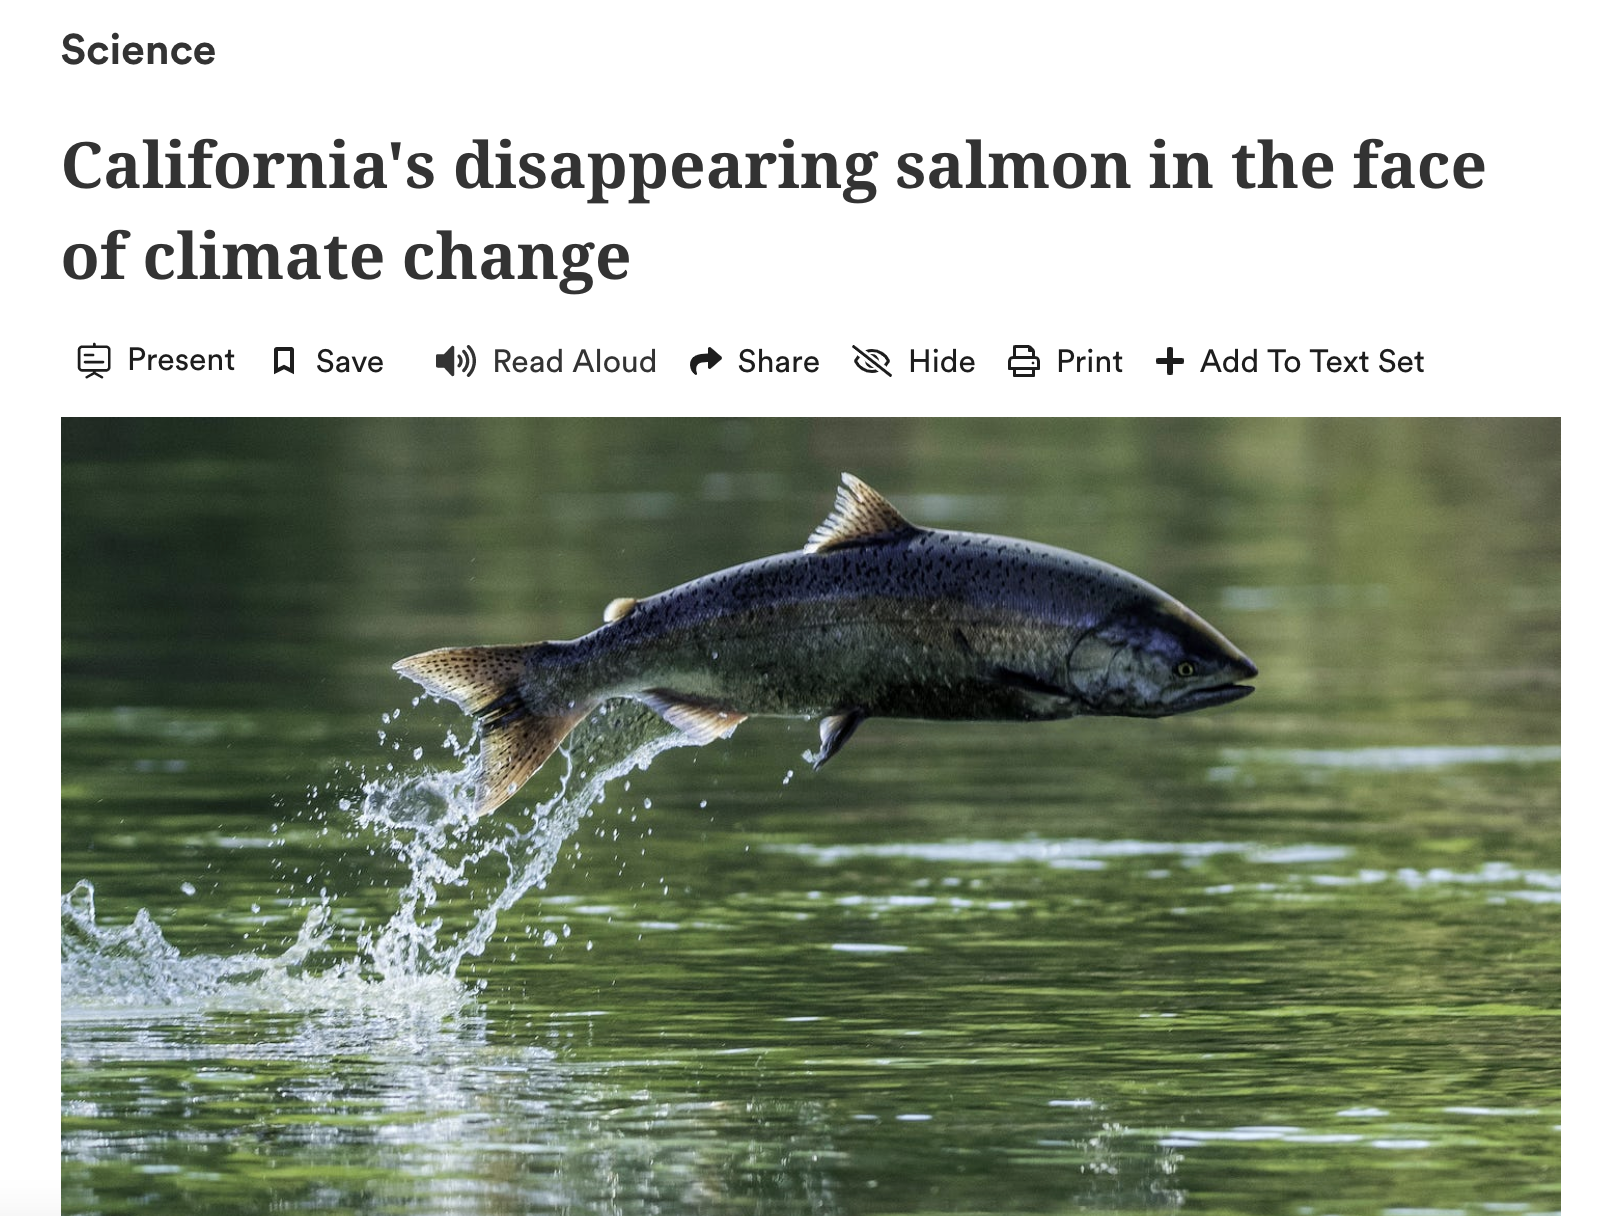 Science
California's disappearing salmon in the face
of climate change
Present Save Read Aloud Share Hide Print Add To Text Set